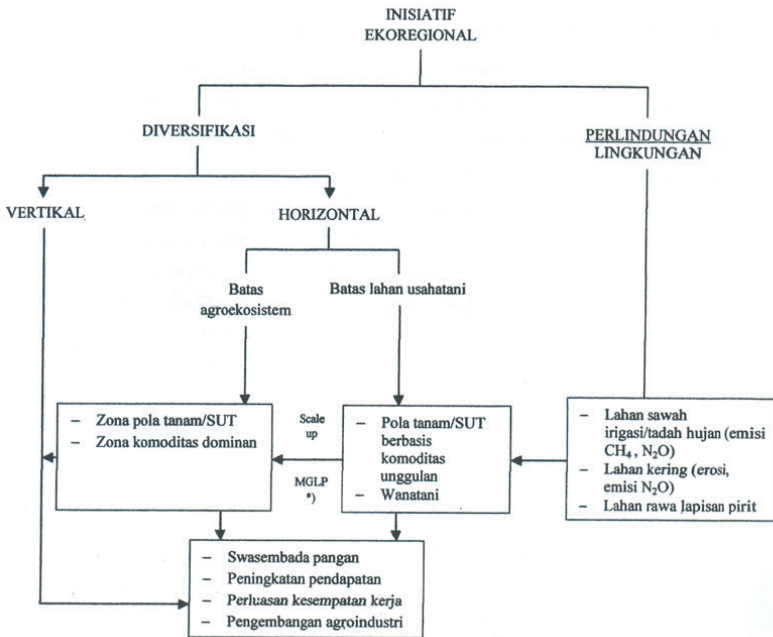 INISIATIF
EKOREGIONAL
DIVERSIFIKASI
PERLINDUNGAN
LINGKUNGAN
VERTIKAL
HORIZONTAL
Batas
agroekosistem
Batas lahan usahatani
– Zona pola tanam/SUT
– Zona komoditas dominan
Scale
up
MGLP
*)
– Pola tanam/SUT
berbasis
komoditas
unggulan
– Wanatani
– Lahan sawah
irigasi/tadah hujan (emisi
CH₄, N₂O)
– Lahan kering (erosi,
emisi N₂O)
– Lahan rawa lapisan pirit
– Swasembada pangan
– Peningkatan pendapatan
– Perluasan kesempatan kerja
– Pengembangan agroindustri